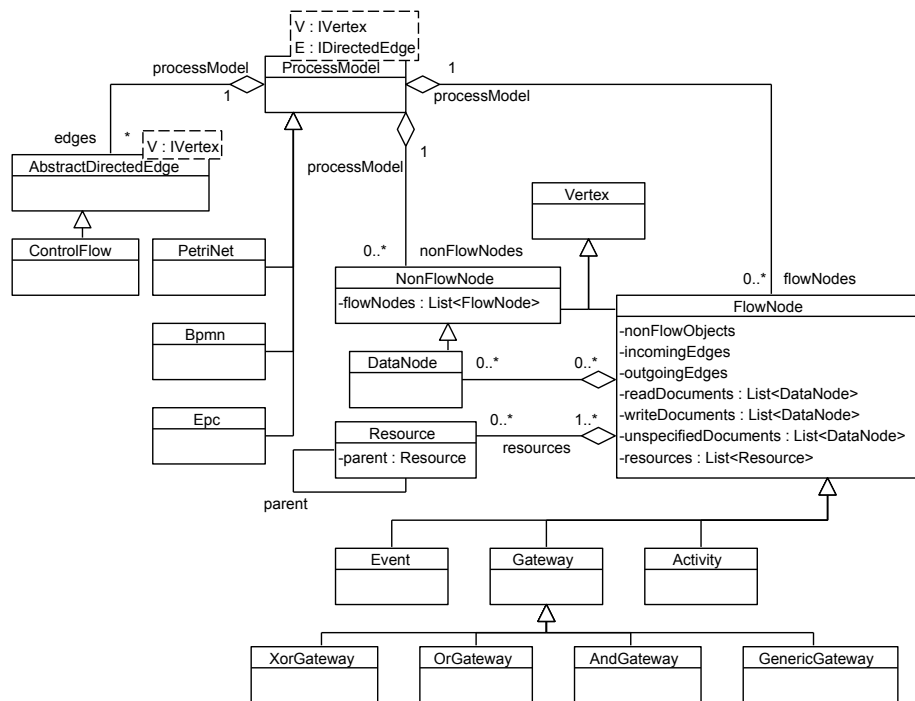 V : IVertex
E : IDirectedEdge
ProcessModel
processModel
1
1
processModel
processModel
1
edges
*
V : IVertex
AbstractDirectedEdge
Vertex
ControlFlow
PetriNet
0..*
nonFlowNodes
NonFlowNode
-flowNodes : List<FlowNode>
0..*
flowNodes
FlowNode
-nonFlowObjects
-incomingEdges
-outgoingEdges
-readDocuments : List<DataNode>
-writeDocuments : List<DataNode>
-unspecifiedDocuments : List<DataNode>
-resources : List<Resource>
Bpmn
DataNode
0..*
0..*
Epc
Resource
-parent : Resource
0..*
1..*
resources
parent
Event
Gateway
Activity
XorGateway
OrGateway
AndGateway
GenericGateway